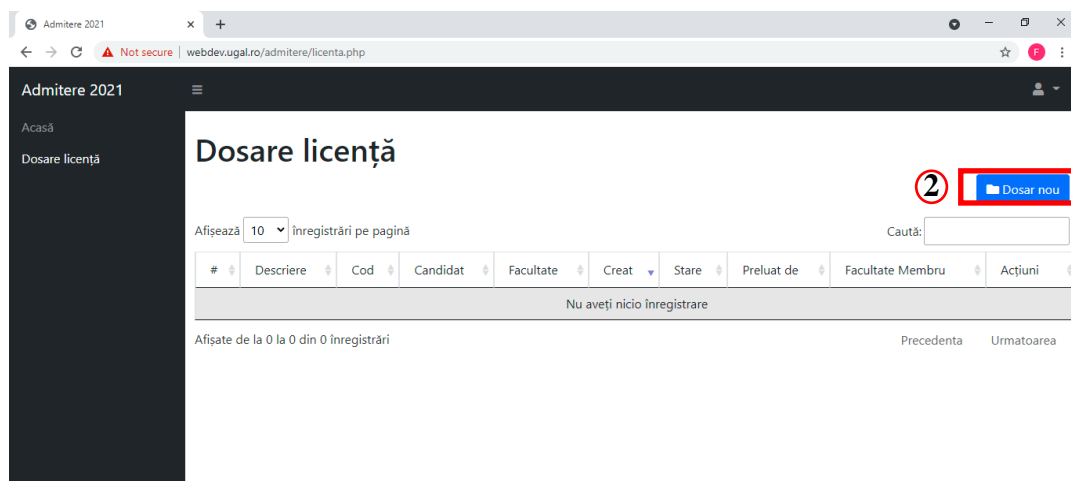 Admitere 2021
Not secure | webdev.ugal.ro/admitere/licenta.php
F
Admitere 2021
Acasă
Dosare licență
Dosare licență
2
Dosar nou
Afișează 10 înregistrări pe pagină
Caută:
# Descriere Cod Candidat Facultate Creat Stare Preluat de Facultate Membru Acțiuni
Nu aveți nicio înregistrare
Afișate de la 0 la 0 din 0 înregistrări
Precedenta Urmatoarea